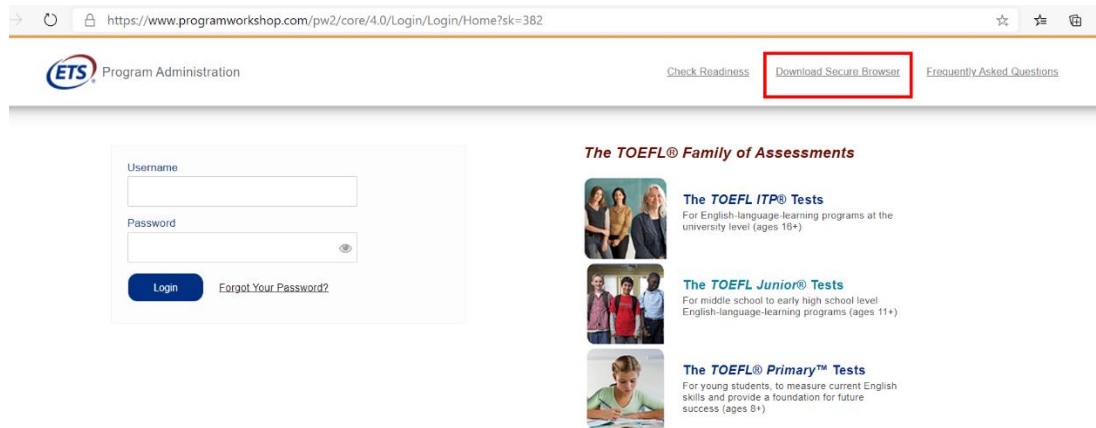 https://www.programworkshop.com/pw2/core/4.0/Login/Login/Home?sk=382
ETS® Program Administration
Check Readiness
Download Secure Browser
Frequently Asked Questions
Username
Password
Login
Forgot Your Password?
The TOEFL® Family of Assessments
The TOEFL ITP® Tests
For English-language-learning programs at the
university level (ages 16+)
The TOEFL Junior® Tests
For middle school to early high school level
English-language-learning programs (ages 11+)
The TOEFL® Primary™ Tests
For young students, to measure current English
skills and provide a foundation for future
success (ages 8+)